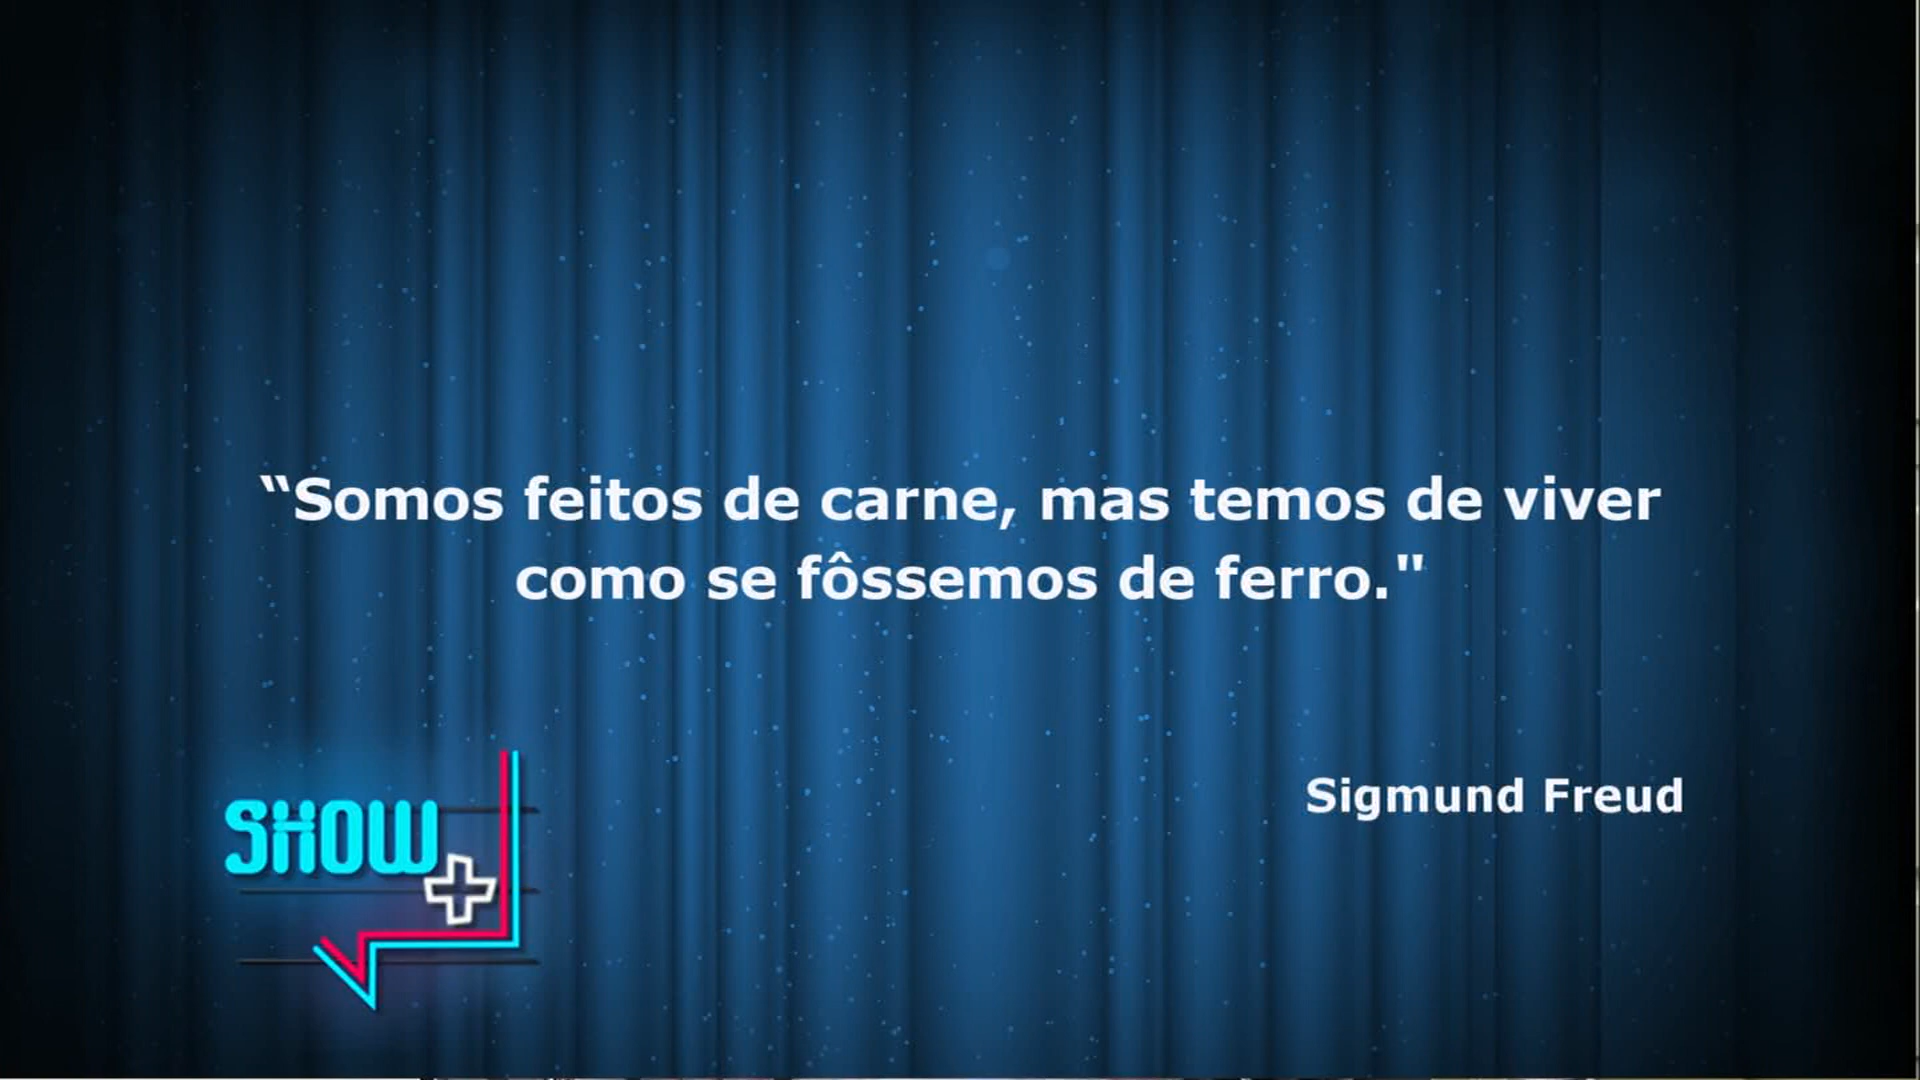 “Somos feitos de carne, mas temos de viver
como se fôssemos de ferro."
Sigmund Freud
SHOW
+